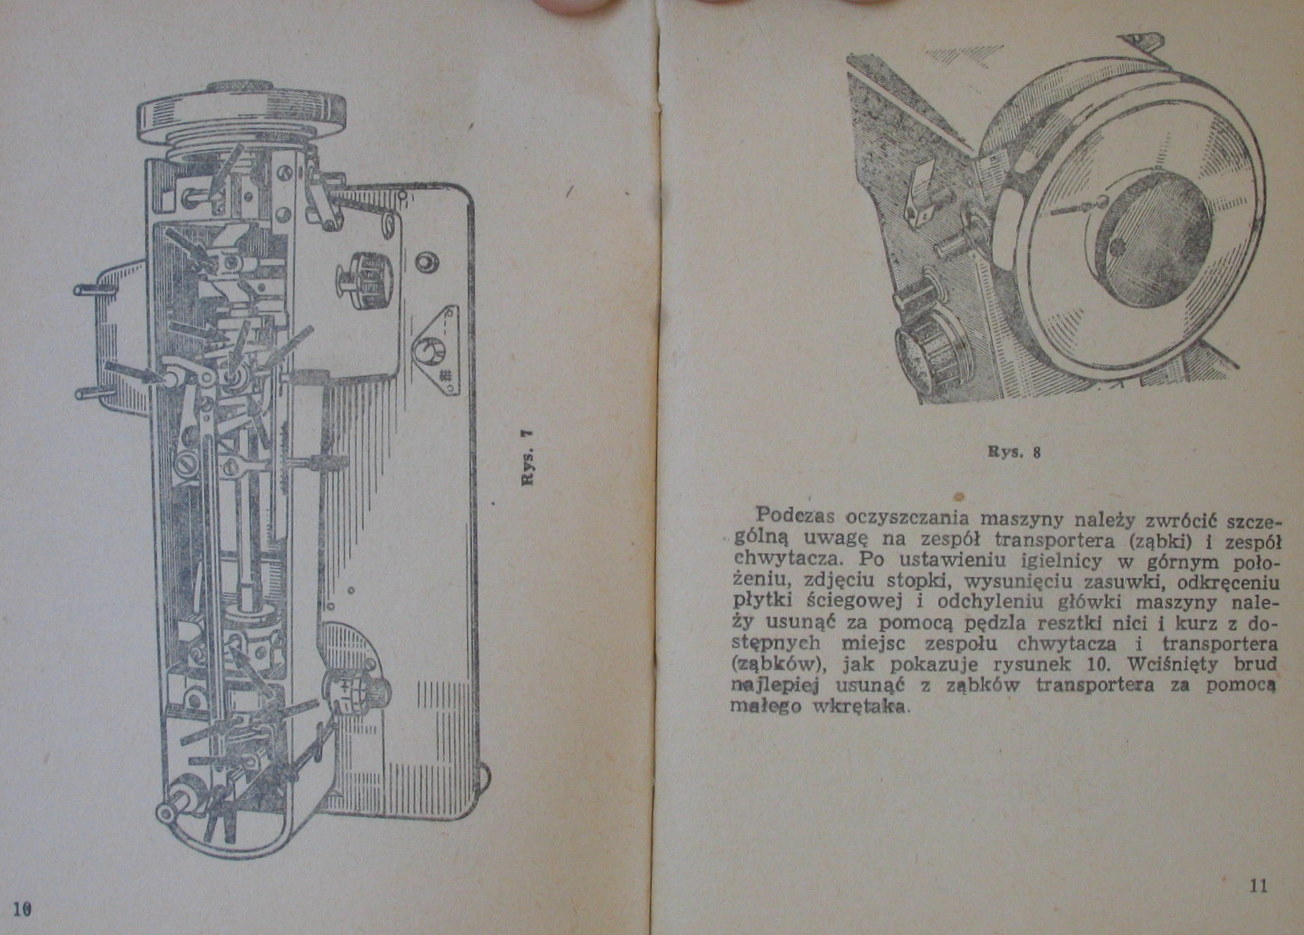 Rys. 7
10
Rys. 8
Podczas oczyszczania maszyny należy zwrócić szcze-
gólną uwagę na zespół transportera (ząbki) i zespół
chwytacza. Po ustawieniu igielnicy w górnym poło-
żeniu, zdjęciu stopki, wysunięciu zasuwki, odkręceniu
płytki ściegowej i odchyleniu główki maszyny nale-
ży usunąć za pomocą pędzla resztki nici i kurz z do-
stępnych miejsc zespołu chwytacza i transportera
(ząbków), jak pokazuje rysunek 10. Wciśnięty brud
najlepiej usunąć z ząbków transportera za pomocą
małego wkrętaka.
11